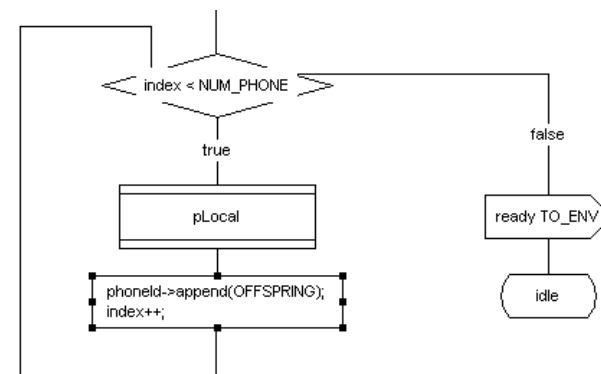 index < NUM_PHONE
false
true
pLocal
ready TO_ENV
phoneId->append(OFFSPRING);
index++;
idle